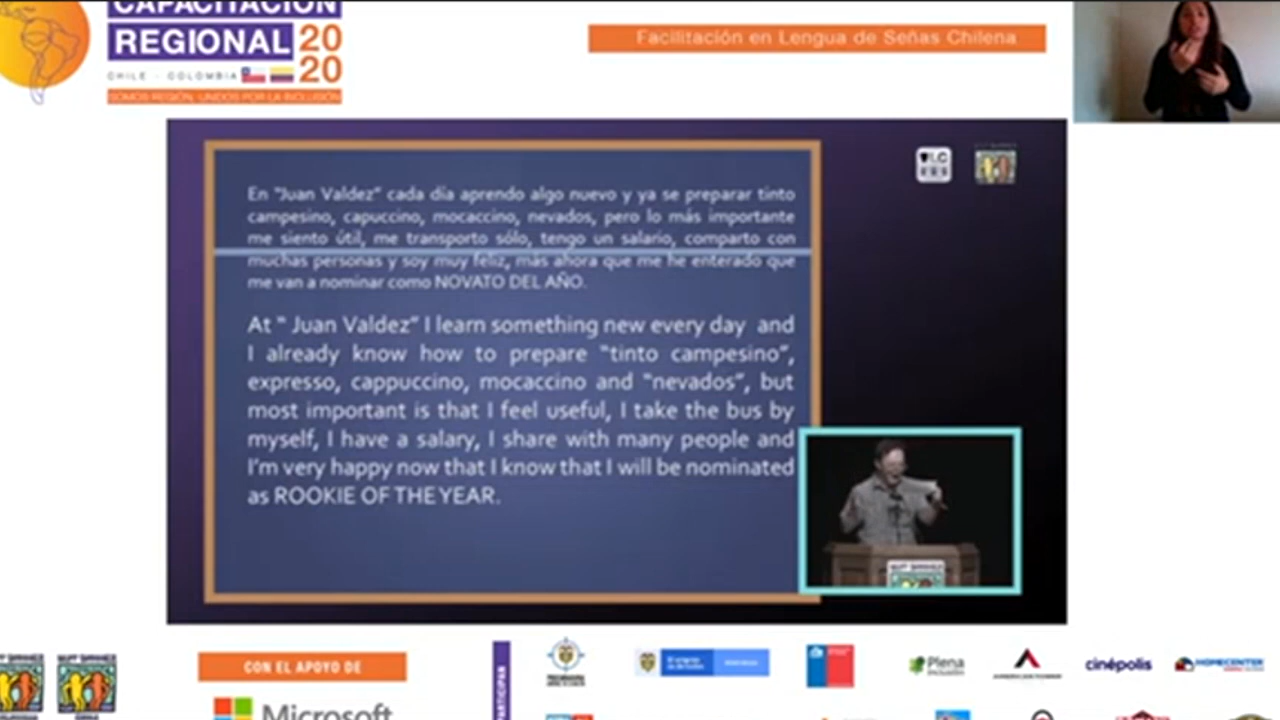 CAPACITACIÓN
REGIONAL 2020
CHILE - COLOMBIA
SOMOS REGIÓN, UNIDOS POR LA INCLUSIÓN
Facilitación en Lengua de Señas Chilena
En "Juan Valdez" cada día aprendo algo nuevo y ya se preparar tinto
campesino, capuccino, mocaccino, nevados, pero lo más importante
me siento útil, me transporto sólo, tengo un salario, comparto con
muchas personas y soy muy feliz, más ahora que me he enterado que
me van a nominar como NOVATO DEL AÑO.
At " Juan Valdez" I learn something new every day and
I already know how to prepare "tinto campesino",
expresso, cappuccino, mocaccino and "nevados", but
most important is that I feel useful, I take the bus by
myself, I have a salary, I share with many people and
I'm very happy now that I know that I will be nominated
as ROOKIE OF THE YEAR.
BEST BUDDIES
CON EL APOYO DE
Microsoft
PARTICIPAN
Plena
inclusión
cinépolis
HOMECENTER